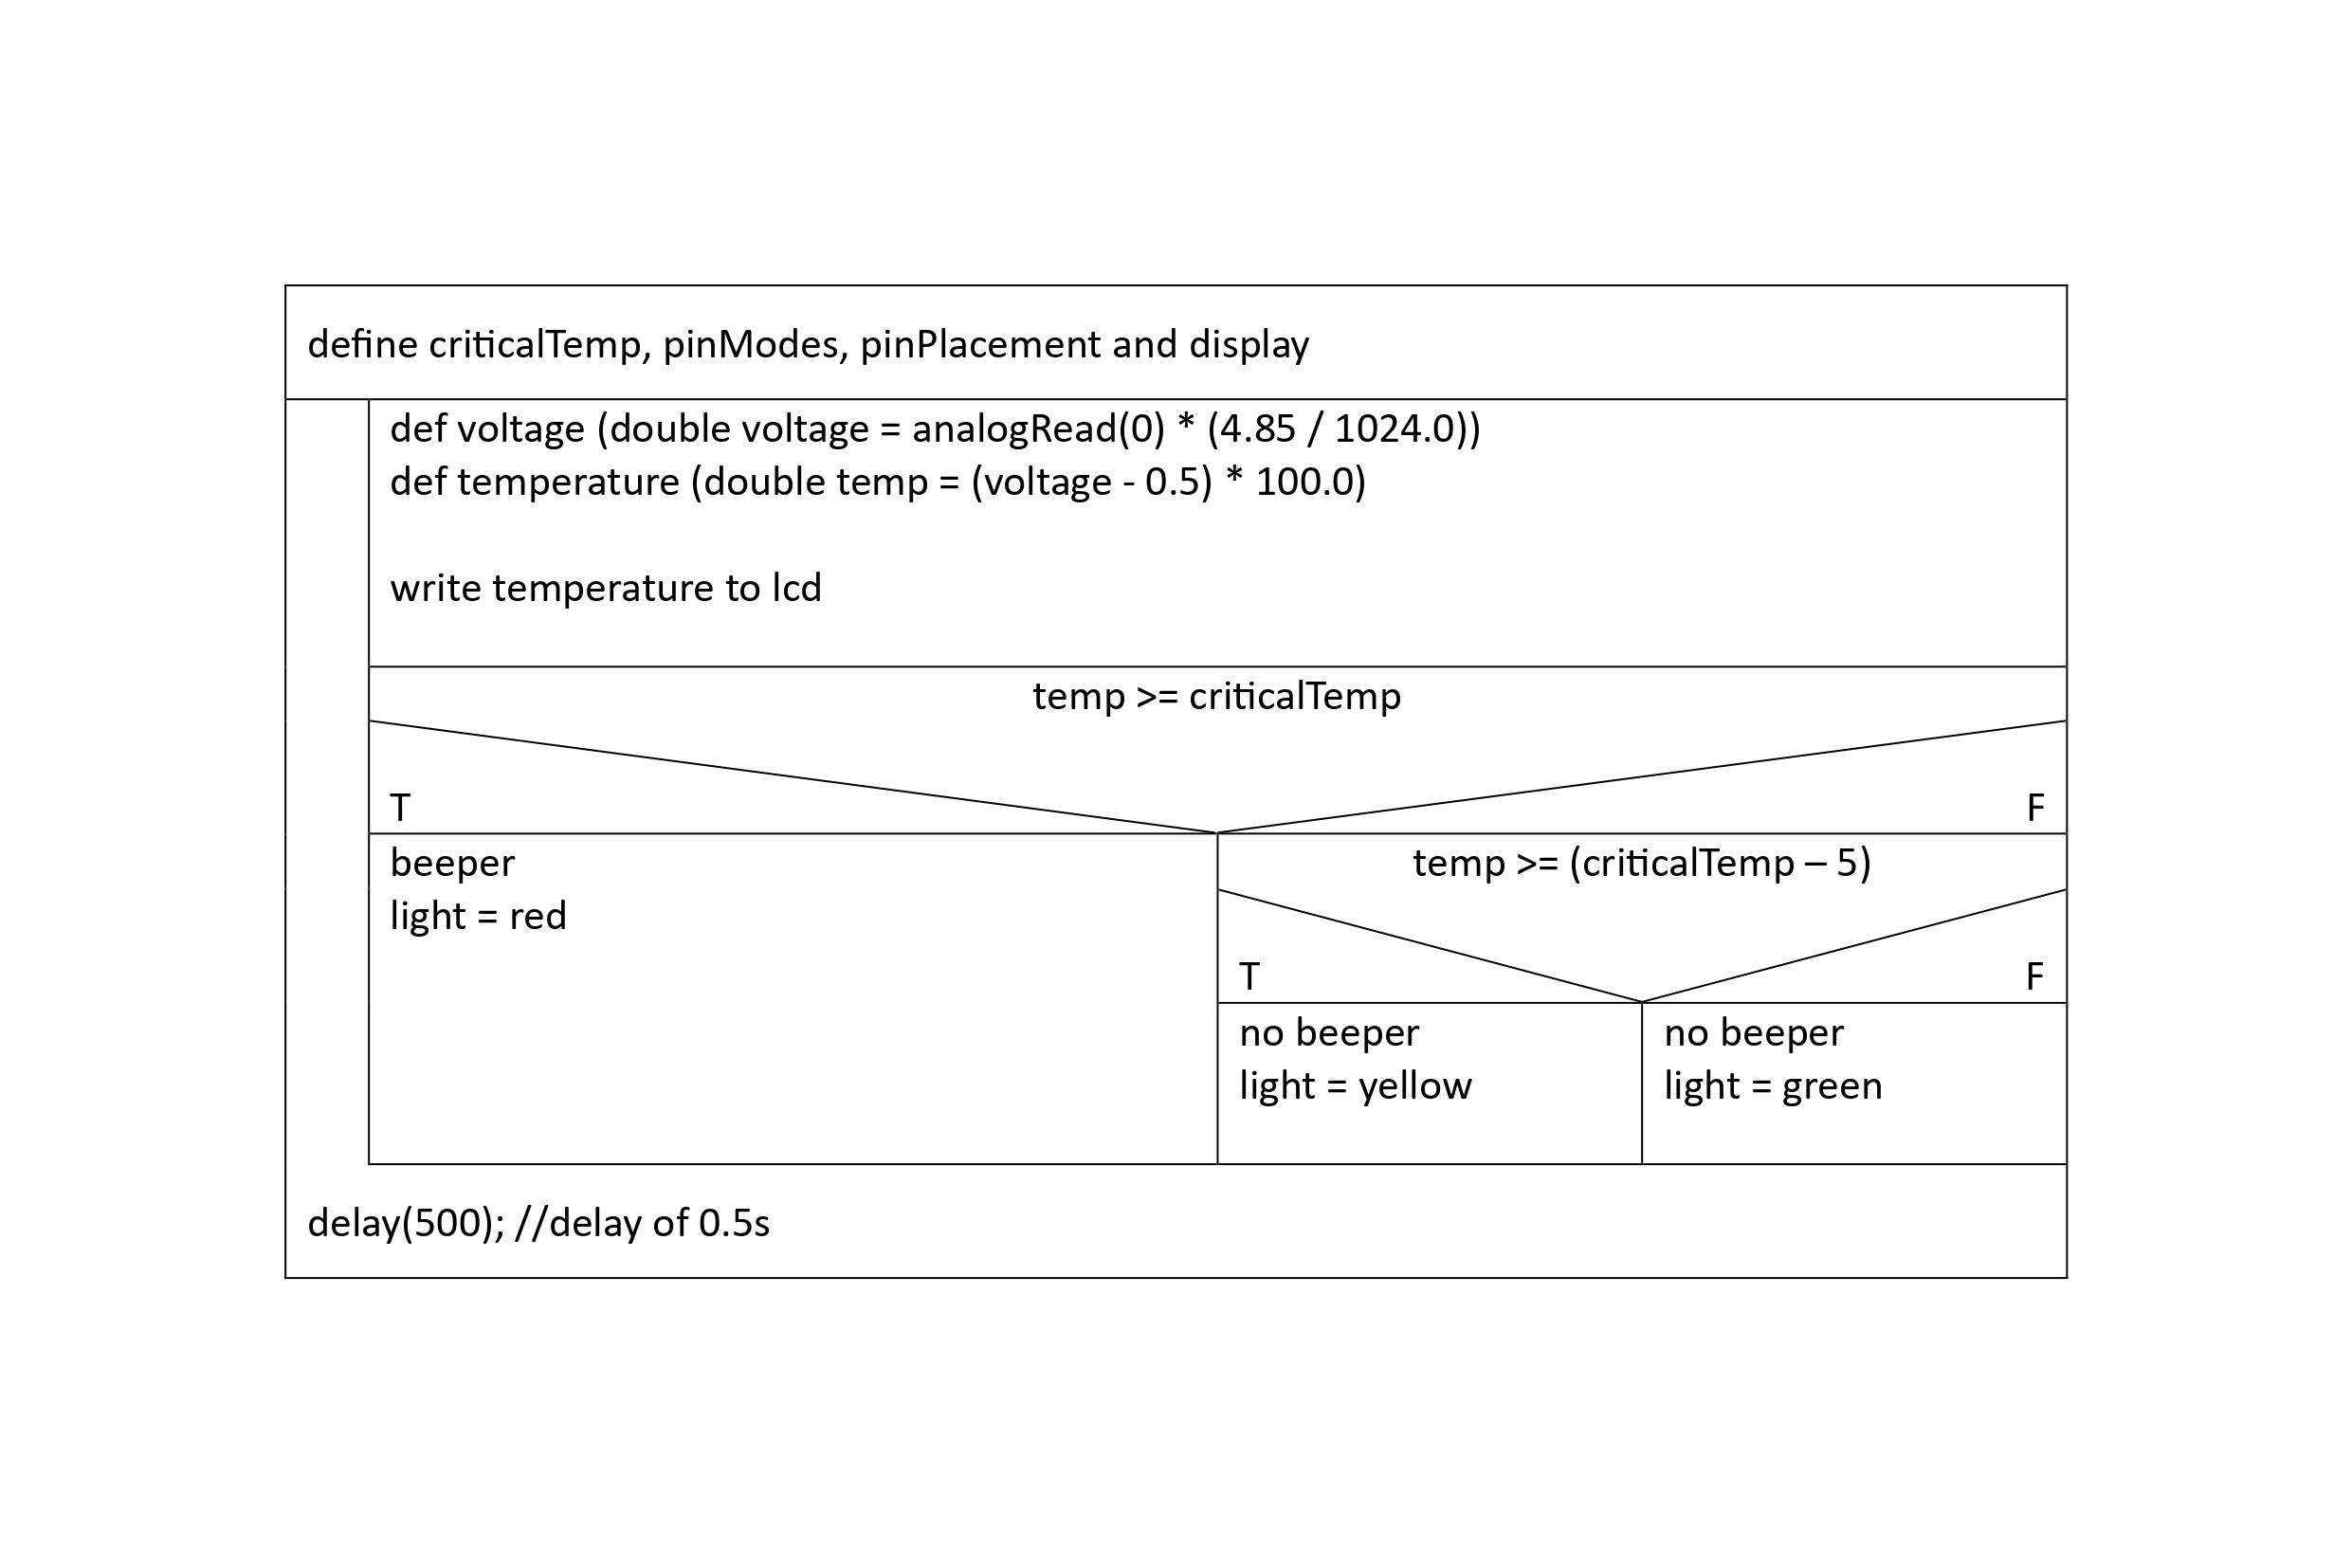 define criticalTemp, pinModes, pinPlacement and display
def voltage (double voltage = analogRead(0) * (4.85 / 1024.0))
def temperature (double temp = (voltage - 0.5) * 100.0)
write temperature to lcd
temp >= criticalTemp
T
F
beeper
light = red
temp >= (criticalTemp – 5)
T
F
no beeper
light = yellow
no beeper
light = green
delay(500); //delay of 0.5s